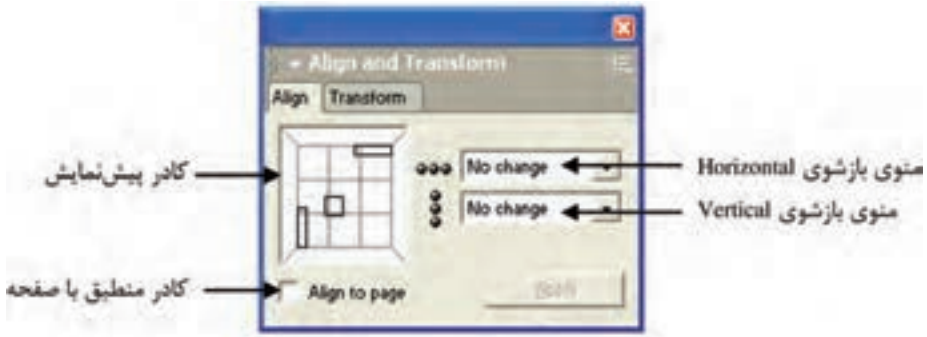 Align and Transform
Align Transform
کادر پیش‌نمایش
No change
منوی بازشوی Horizontal
No change
منوی بازشوی Vertical
کادر منطبق با صفحه
Align to page